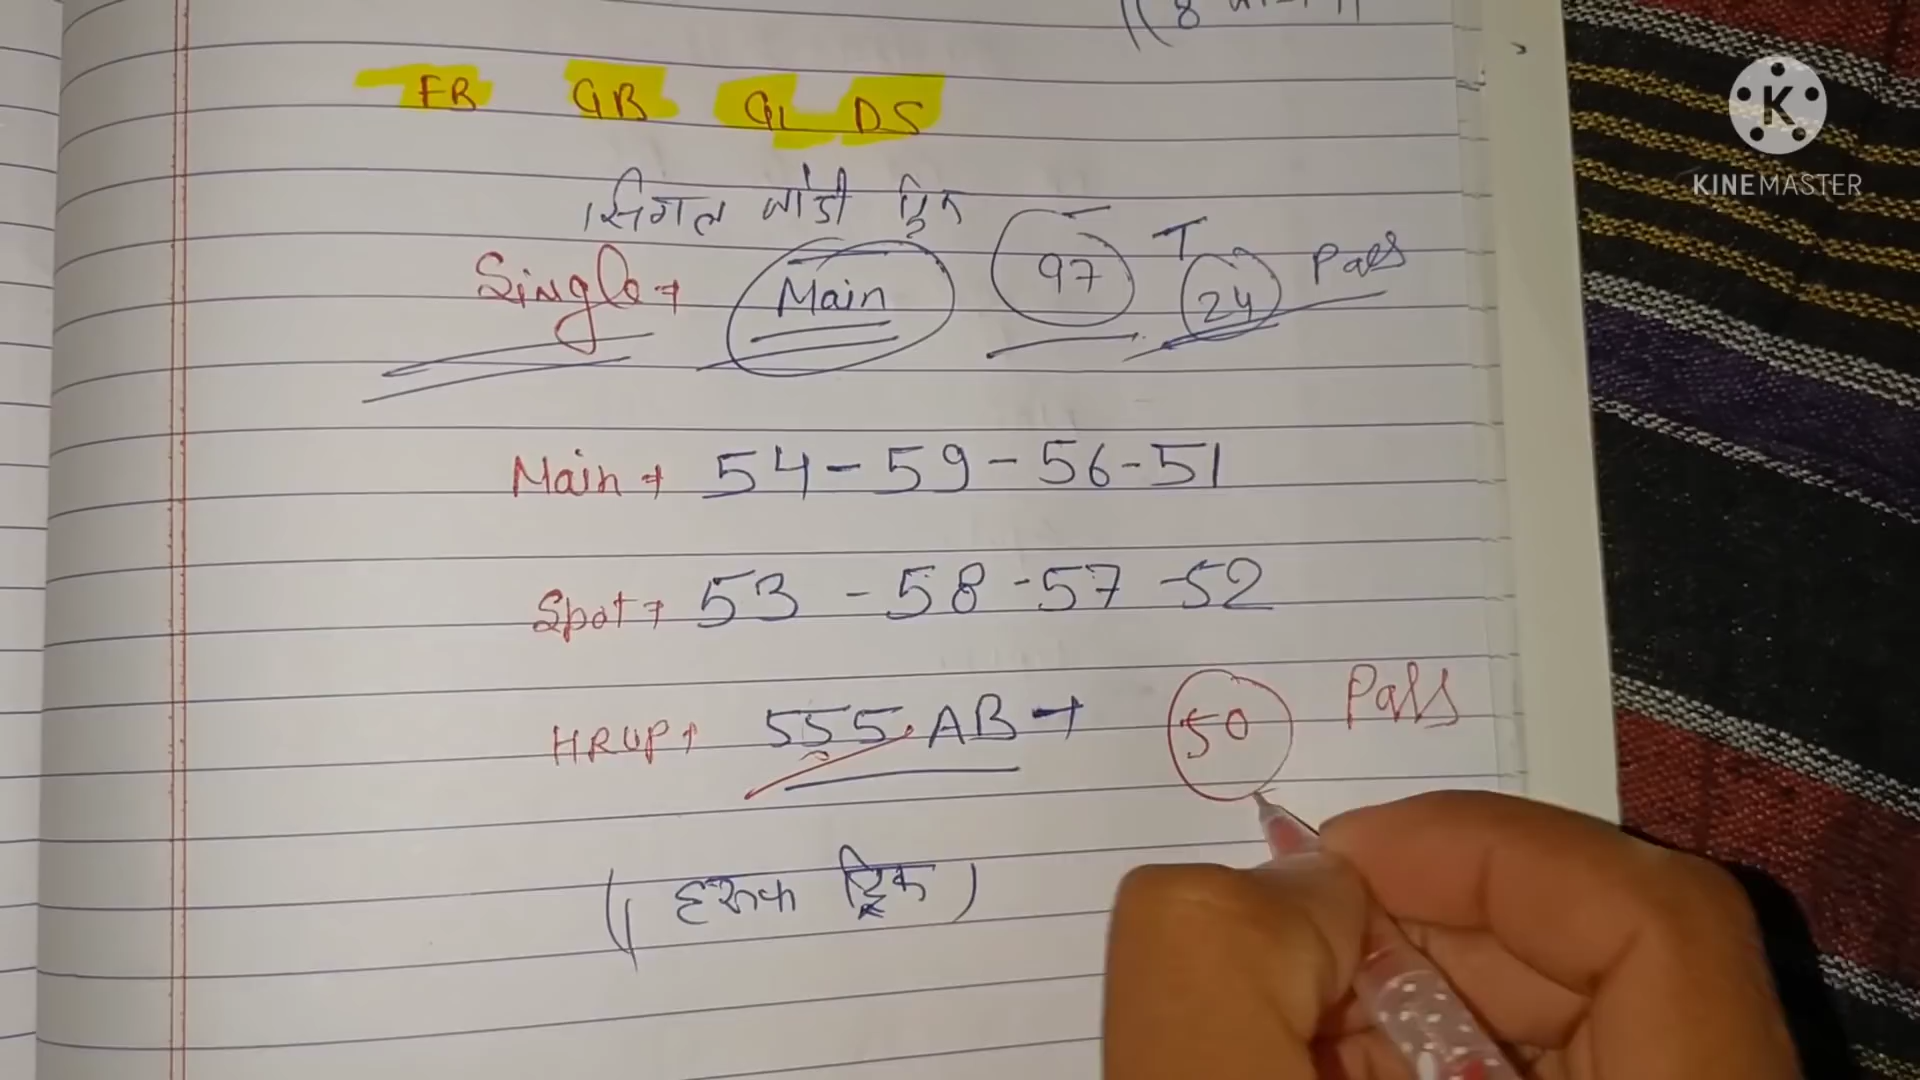 FB GB GL DS
सिंगल जोडी ट्रिक
Single → Main 97 T 24 Pass
Main → 54 - 59 - 56 - 51
Spot → 53 - 58 - 57 - 52
HRUP → 555 AB → 50 Pass
( हरुफ ट्रिक )
K
KINEMASTER